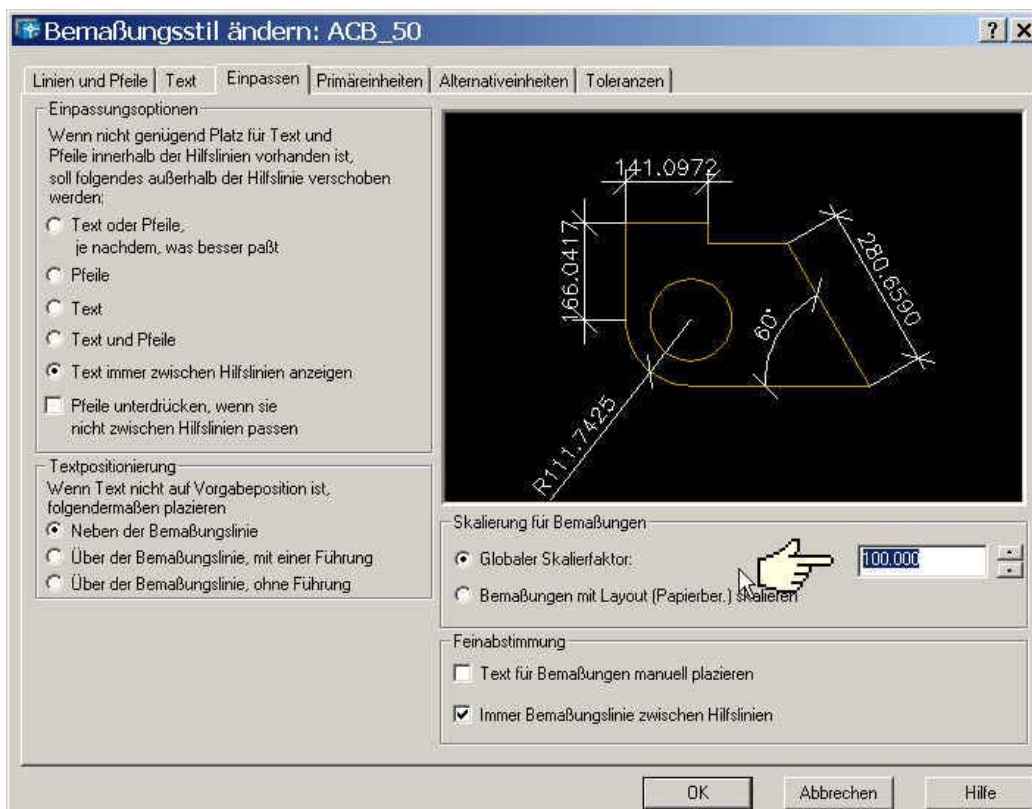 Bemaßungsstil ändern: ACB_50
Linien und Pfeile
Text
Einpassen
Primäreinheiten
Alternativeinheiten
Toleranzen
Einpassungsoptionen
Wenn nicht genügend Platz für Text und
Pfeile innerhalb der Hilfslinien vorhanden ist,
soll folgendes außerhalb der Hilfslinie verschoben
werden:
Text oder Pfeile,
je nachdem, was besser paßt
Pfeile
Text
Text und Pfeile
Text immer zwischen Hilfslinien anzeigen
Pfeile unterdrücken, wenn sie
nicht zwischen Hilfslinien passen
Textpositionierung
Wenn Text nicht auf Vorgabeposition ist,
folgendermaßen plazieren
Neben der Bemaßungslinie
Über der Bemaßungslinie, mit einer Führung
Über der Bemaßungslinie, ohne Führung
141.0972
166.0417
280.6590
60°
R111.7425
Skalierung für Bemaßungen
Globaler Skalierfaktor:
100.000
Bemaßungen mit Layout (Papierber.) skalieren
Feinabstimmung
Text für Bemaßungen manuell plazieren
Immer Bemaßungslinie zwischen Hilfslinien
OK
Abbrechen
Hilfe